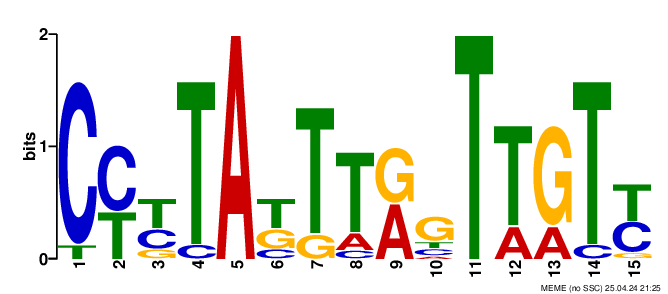 2
1
0
bits
C T
C T
T C G
T C
A
T G C
T G
T A C
G A
G T C A
T
T A
G A
T C
T C G
1 2 3 4 5 6 7 8 9 10 11 12 13 14 15
MEME (no SSC) 25.04.24 21:25